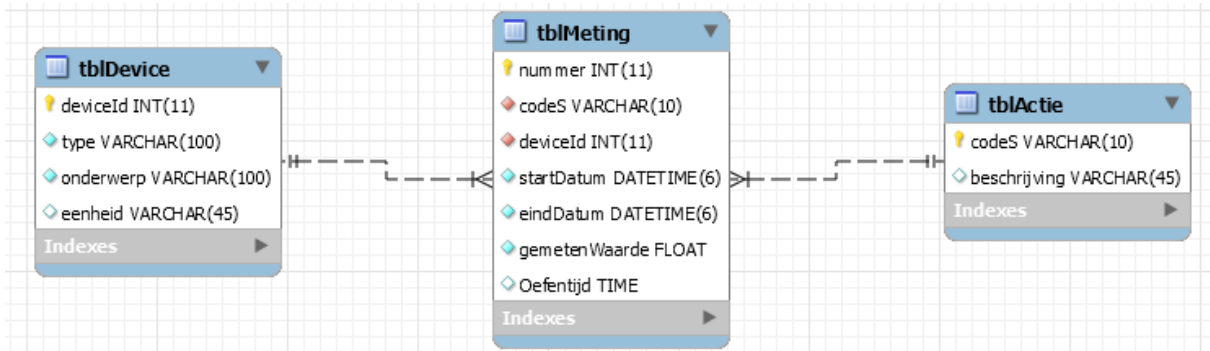 tblDevice
deviceId INT(11)
type VARCHAR(100)
onderwerp VARCHAR(100)
eenheid VARCHAR(45)
Indexes
tblMeting
nummer INT(11)
codeS VARCHAR(10)
deviceId INT(11)
startDatum DATETIME(6)
eindDatum DATETIME(6)
gemetenWaarde FLOAT
Oefentijd TIME
Indexes
tblActie
codeS VARCHAR(10)
beschrijving VARCHAR(45)
Indexes